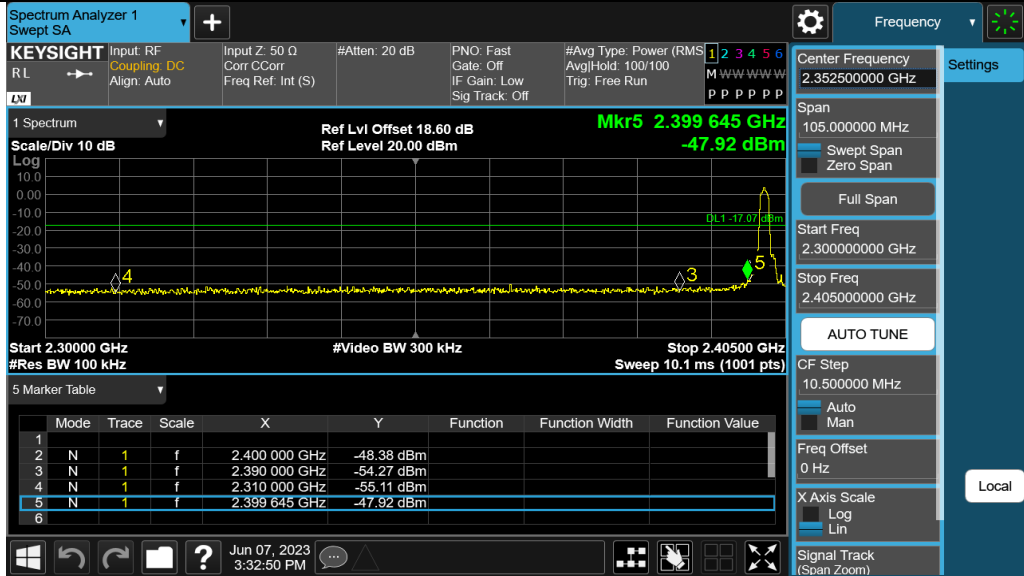 Spectrum Analyzer 1
Swept SA
Frequency
KEYSIGHT
R L
LXI
Input: RF
Coupling: DC
Align: Auto
Input Z: 50 Ω
Corr CCorr
Freq Ref: Int (S)
#Atten: 20 dB
PNO: Fast
Gate: Off
IF Gain: Low
Sig Track: Off
#Avg Type: Power (RMS
Avg|Hold: 100/100
Trig: Free Run
1 2 3 4 5 6
M W W W W W
P P P P P P
1 Spectrum
Scale/Div 10 dB
Ref Lvl Offset 18.60 dB
Ref Level 20.00 dBm
Mkr5 2.399 645 GHz
-47.92 dBm
Log
10.0
0.00
-10.0
-20.0
-30.0
-40.0
-50.0
-60.0
-70.0
DL1 -17.07 dBm
4
3
5
Start 2.30000 GHz
#Video BW 300 kHz
Stop 2.40500 GHz
#Res BW 100 kHz
Sweep 10.1 ms (1001 pts)
5 Marker Table
Mode Trace Scale X Y Function Function Width Function Value
1
2 N 1 f 2.400 000 GHz -48.38 dBm
3 N 1 f 2.390 000 GHz -54.27 dBm
4 N 1 f 2.310 000 GHz -55.11 dBm
5 N 1 f 2.399 645 GHz -47.92 dBm
6
Jun 07, 2023
3:32:50 PM
Center Frequency
2.352500000 GHz
Settings
Span
105.000000 MHz
Swept Span
Zero Span
Full Span
Start Freq
2.300000000 GHz
Stop Freq
2.405000000 GHz
AUTO TUNE
CF Step
10.500000 MHz
Auto
Man
Freq Offset
0 Hz
Local
X Axis Scale
Log
Lin
Signal Track
(Span Zoom)